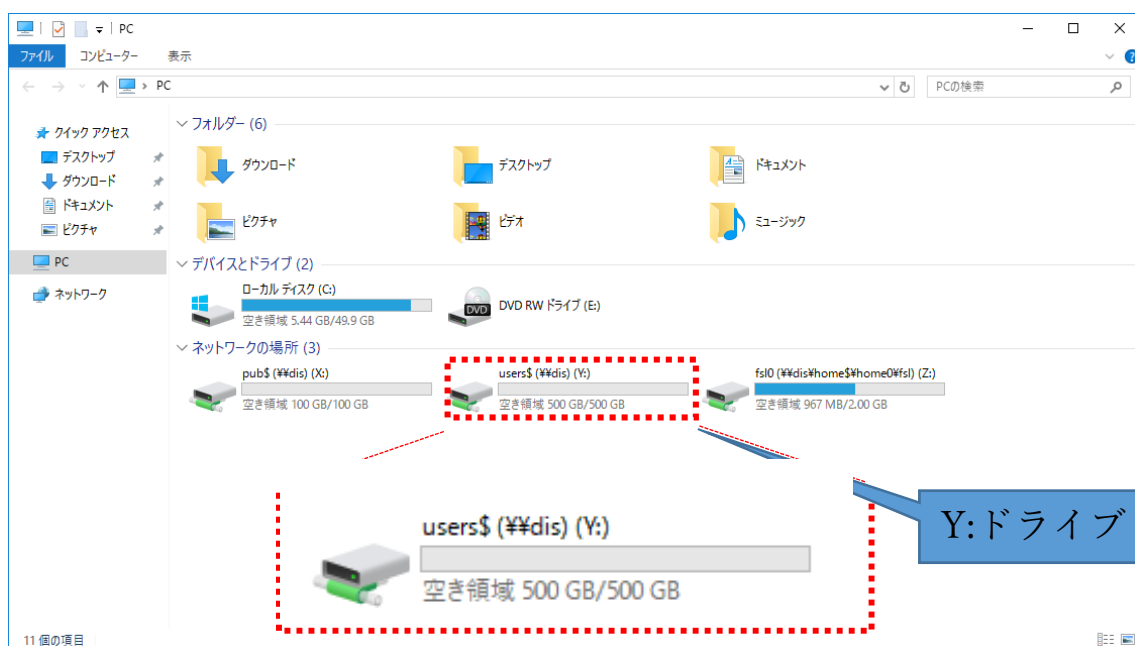 PC
ファイル コンピューター 表示
PC
PCの検索
クイック アクセス
デスクトップ
ダウンロード
ドキュメント
ピクチャ
PC
ネットワーク
フォルダー (6)
ダウンロード
デスクトップ
ドキュメント
ピクチャ
ビデオ
ミュージック
デバイスとドライブ (2)
ローカル ディスク (C:)
空き領域 5.44 GB/49.9 GB
DVD
DVD RW ドライブ (E:)
ネットワークの場所 (3)
pub$ (¥¥dis) (X:)
空き領域 100 GB/100 GB
users$ (¥¥dis) (Y:)
空き領域 500 GB/500 GB
fsl0 (¥¥dis¥home$¥home0¥fsl) (Z:)
空き領域 967 MB/2.00 GB
users$ (¥¥dis) (Y:)
空き領域 500 GB/500 GB
Y:ドライブ
11 個の項目